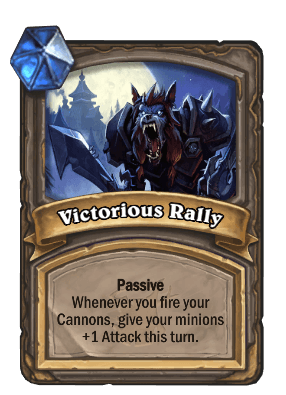 Victorious Rally
Passive
Whenever you fire your
Cannons, give your minions
+1 Attack this turn.